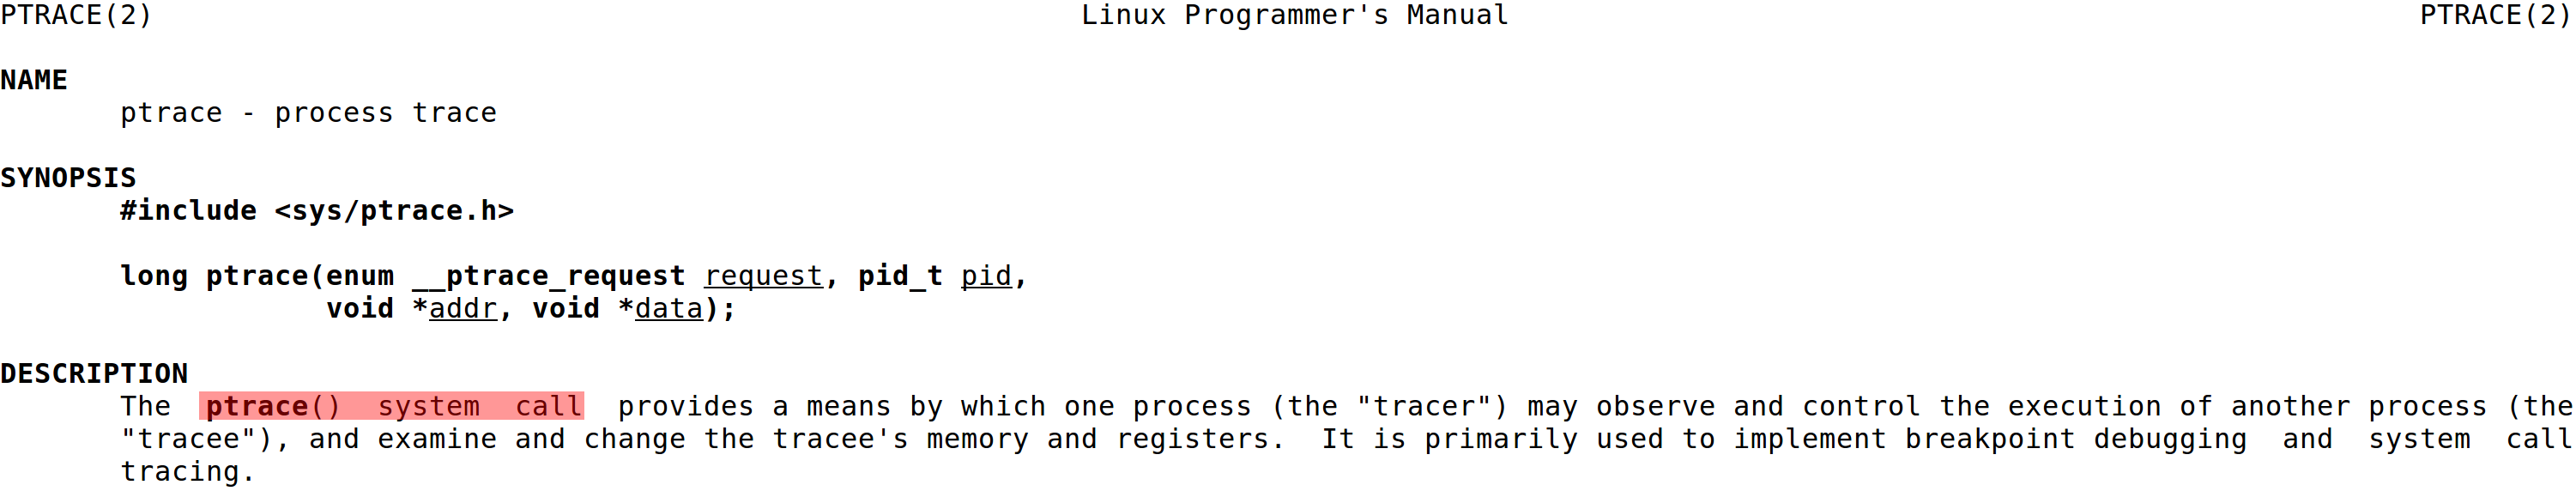 PTRACE(2) Linux Programmer's Manual PTRACE(2)
NAME
ptrace - process trace
SYNOPSIS
#include <sys/ptrace.h>
long ptrace(enum __ptrace_request request, pid_t pid,
void *addr, void *data);
DESCRIPTION
The ptrace() system call provides a means by which one process (the "tracer") may observe and control the execution of another process (the
"tracee"), and examine and change the tracee's memory and registers. It is primarily used to implement breakpoint debugging and system call
tracing.